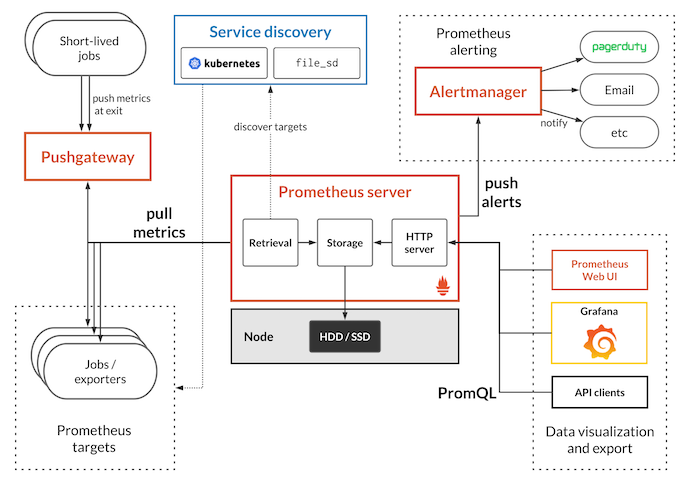 Short-lived
jobs
push metrics
at exit
Pushgateway
Service discovery
kubernetes
file_sd
discover targets
Prometheus
alerting
Alertmanager
pagerduty
Email
etc
notify
push
alerts
pull
metrics
Prometheus server
Retrieval
Storage
HTTP
server
Node
HDD / SSD
Jobs /
exporters
Prometheus
targets
PromQL
Prometheus
Web UI
Grafana
API clients
Data visualization
and export